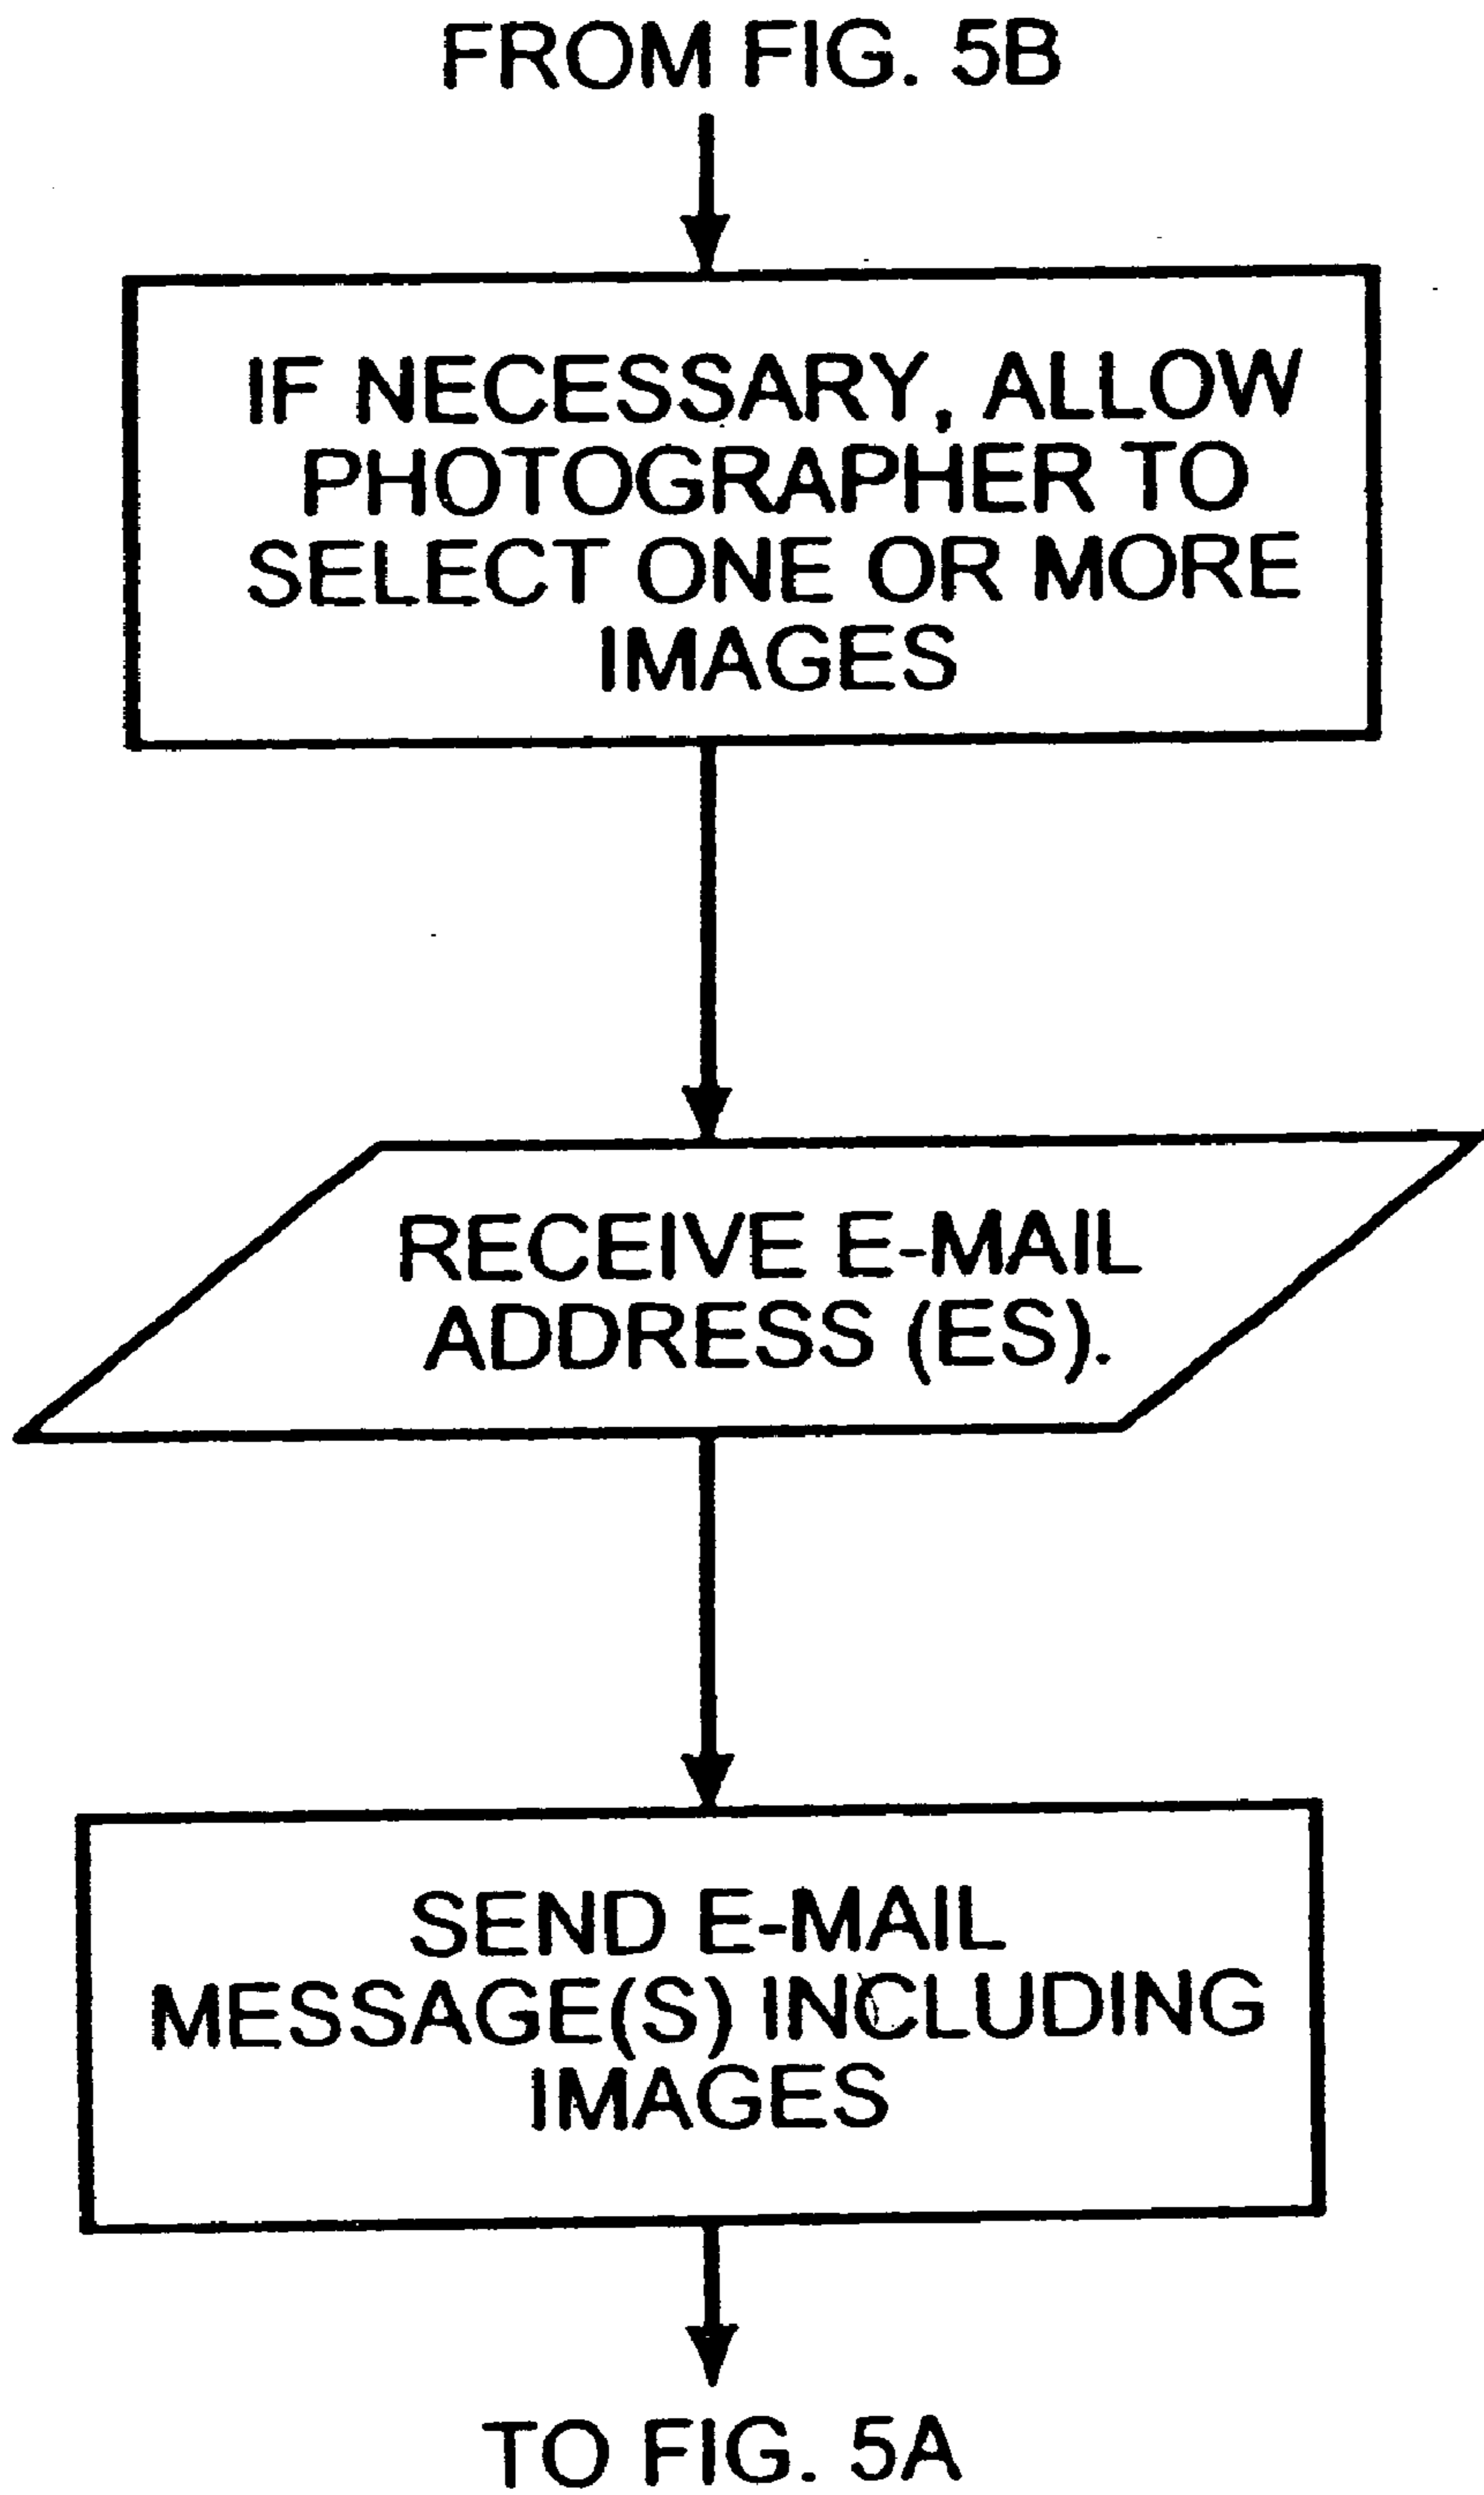 FROM FIG. 5B
IF NECESSARY, ALLOW
PHOTOGRAPHER TO
SELECT ONE OR MORE
IMAGES
RECEIVE E-MAIL
ADDRESS (ES).
SEND E-MAIL
MESSAGE(S) INCLUDING
IMAGES
TO FIG. 5A